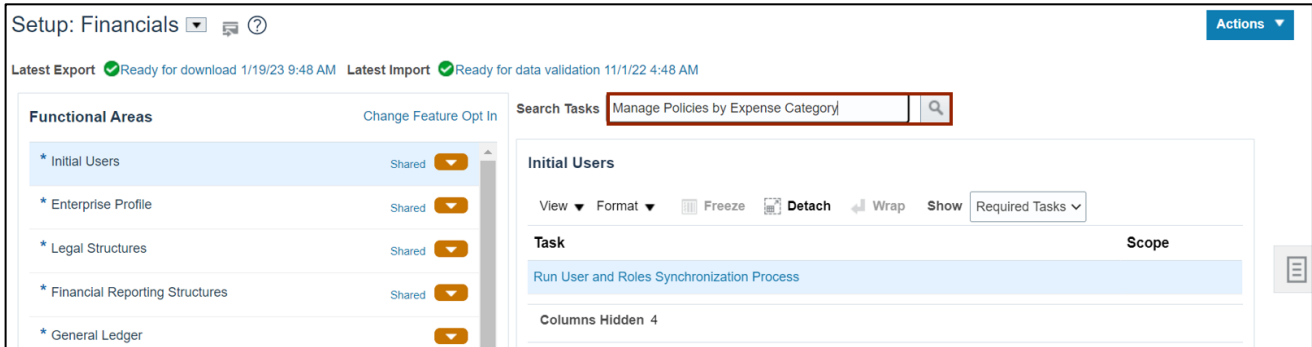 Setup: Financials
Actions
Latest Export Ready for download 1/19/23 9:48 AM Latest Import Ready for data validation 11/1/22 4:48 AM
Functional Areas Change Feature Opt In
* Initial Users Shared
* Enterprise Profile Shared
* Legal Structures Shared
* Financial Reporting Structures Shared
* General Ledger
Search Tasks Manage Policies by Expense Category
Initial Users
View Format Freeze Detach Wrap Show Required Tasks
Task Scope
Run User and Roles Synchronization Process
Columns Hidden 4